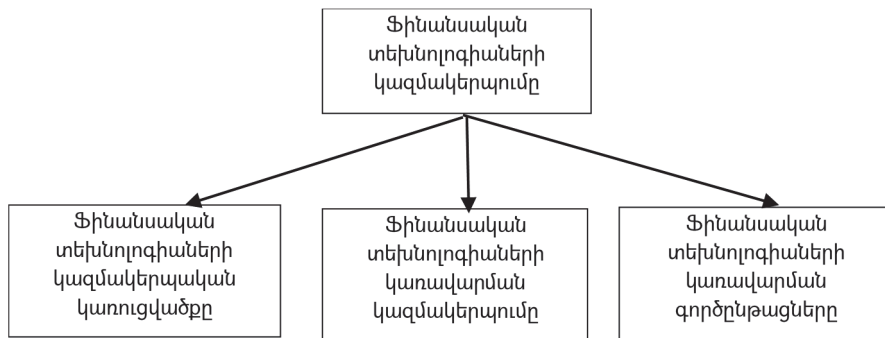 Ֆինանսական
տեխնոլոգիաների
կազմակերպումը
Ֆինանսական
տեխնոլոգիաների
կազմակերպական
կառուցվածքը
Ֆինանսական
տեխնոլոգիաների
կառավարման
կազմակերպումը
Ֆինանսական
տեխնոլոգիաների
կառավարման
գործընթացները